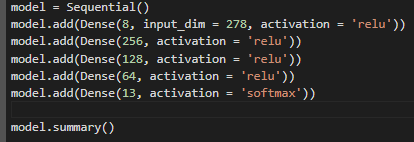 model = Sequential()
model.add(Dense(8, input_dim = 278, activation = 'relu'))
model.add(Dense(256, activation = 'relu'))
model.add(Dense(128, activation = 'relu'))
model.add(Dense(64, activation = 'relu'))
model.add(Dense(13, activation = 'softmax'))
model.summary()